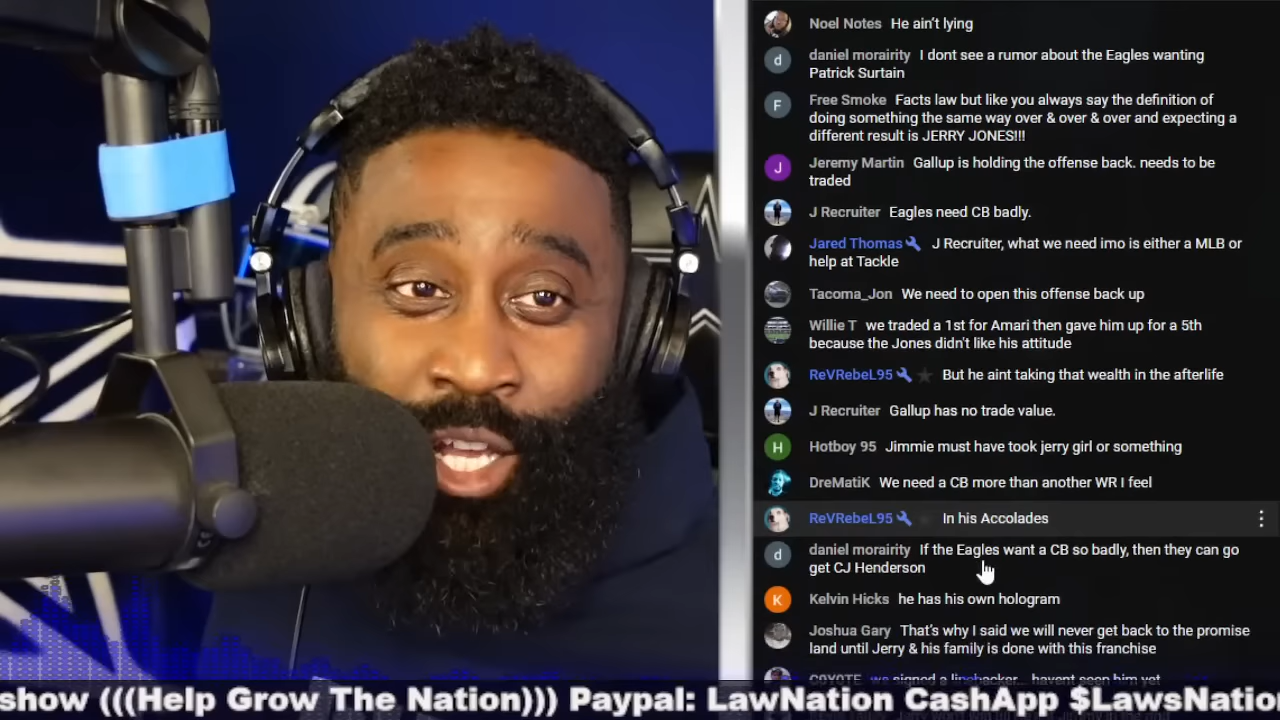 Noel Notes He ain't lying
daniel morairity I dont see a rumor about the Eagles wanting
Patrick Surtain
Free Smoke Facts law but like you always say the definition of
doing something the same way over & over & over and expecting a
different result is JERRY JONES!!!
Jeremy Martin Gallup is holding the offense back. needs to be
traded
J Recruiter Eagles need CB badly.
Jared Thomas J Recruiter, what we need imo is either a MLB or
help at Tackle
Tacoma_Jon We need to open this offense back up
Willie T we traded a 1st for Amari then gave him up for a 5th
because the Jones didn't like his attitude
ReVRebeL95 But he aint taking that wealth in the afterlife
J Recruiter Gallup has no trade value.
Hotboy 95 Jimmie must have took jerry girl or something
DreMatiK We need a CB more than another WR I feel
ReVRebeL95 In his Accolades
daniel morairity If the Eagles want a CB so badly, then they can go
get CJ Henderson
Kelvin Hicks he has his own hologram
Joshua Gary That's why I said we will never get back to the promise
land until Jerry & his family is done with this franchise
COYOTE we signed a linebacker... havent seen him yet
show (((Help Grow The Nation))) Paypal: LawNation CashApp $LawsNatio